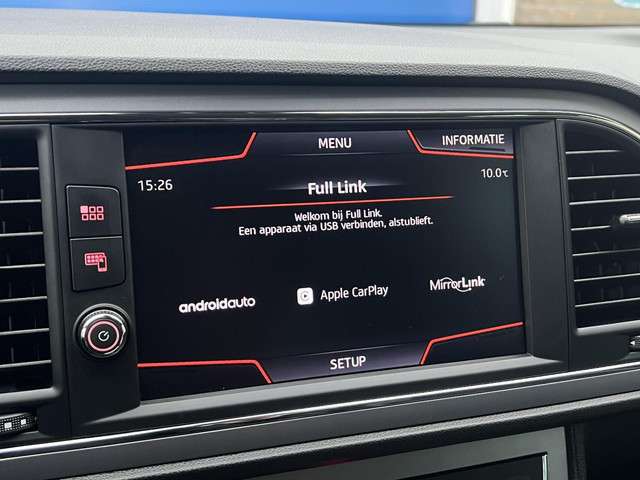 MENU
INFORMATIE
15:26
10.0°C
Full Link
Welkom bij Full Link.
Een apparaat via USB verbinden, alstublieft.
androidauto
Apple CarPlay
MirrorLink
SETUP